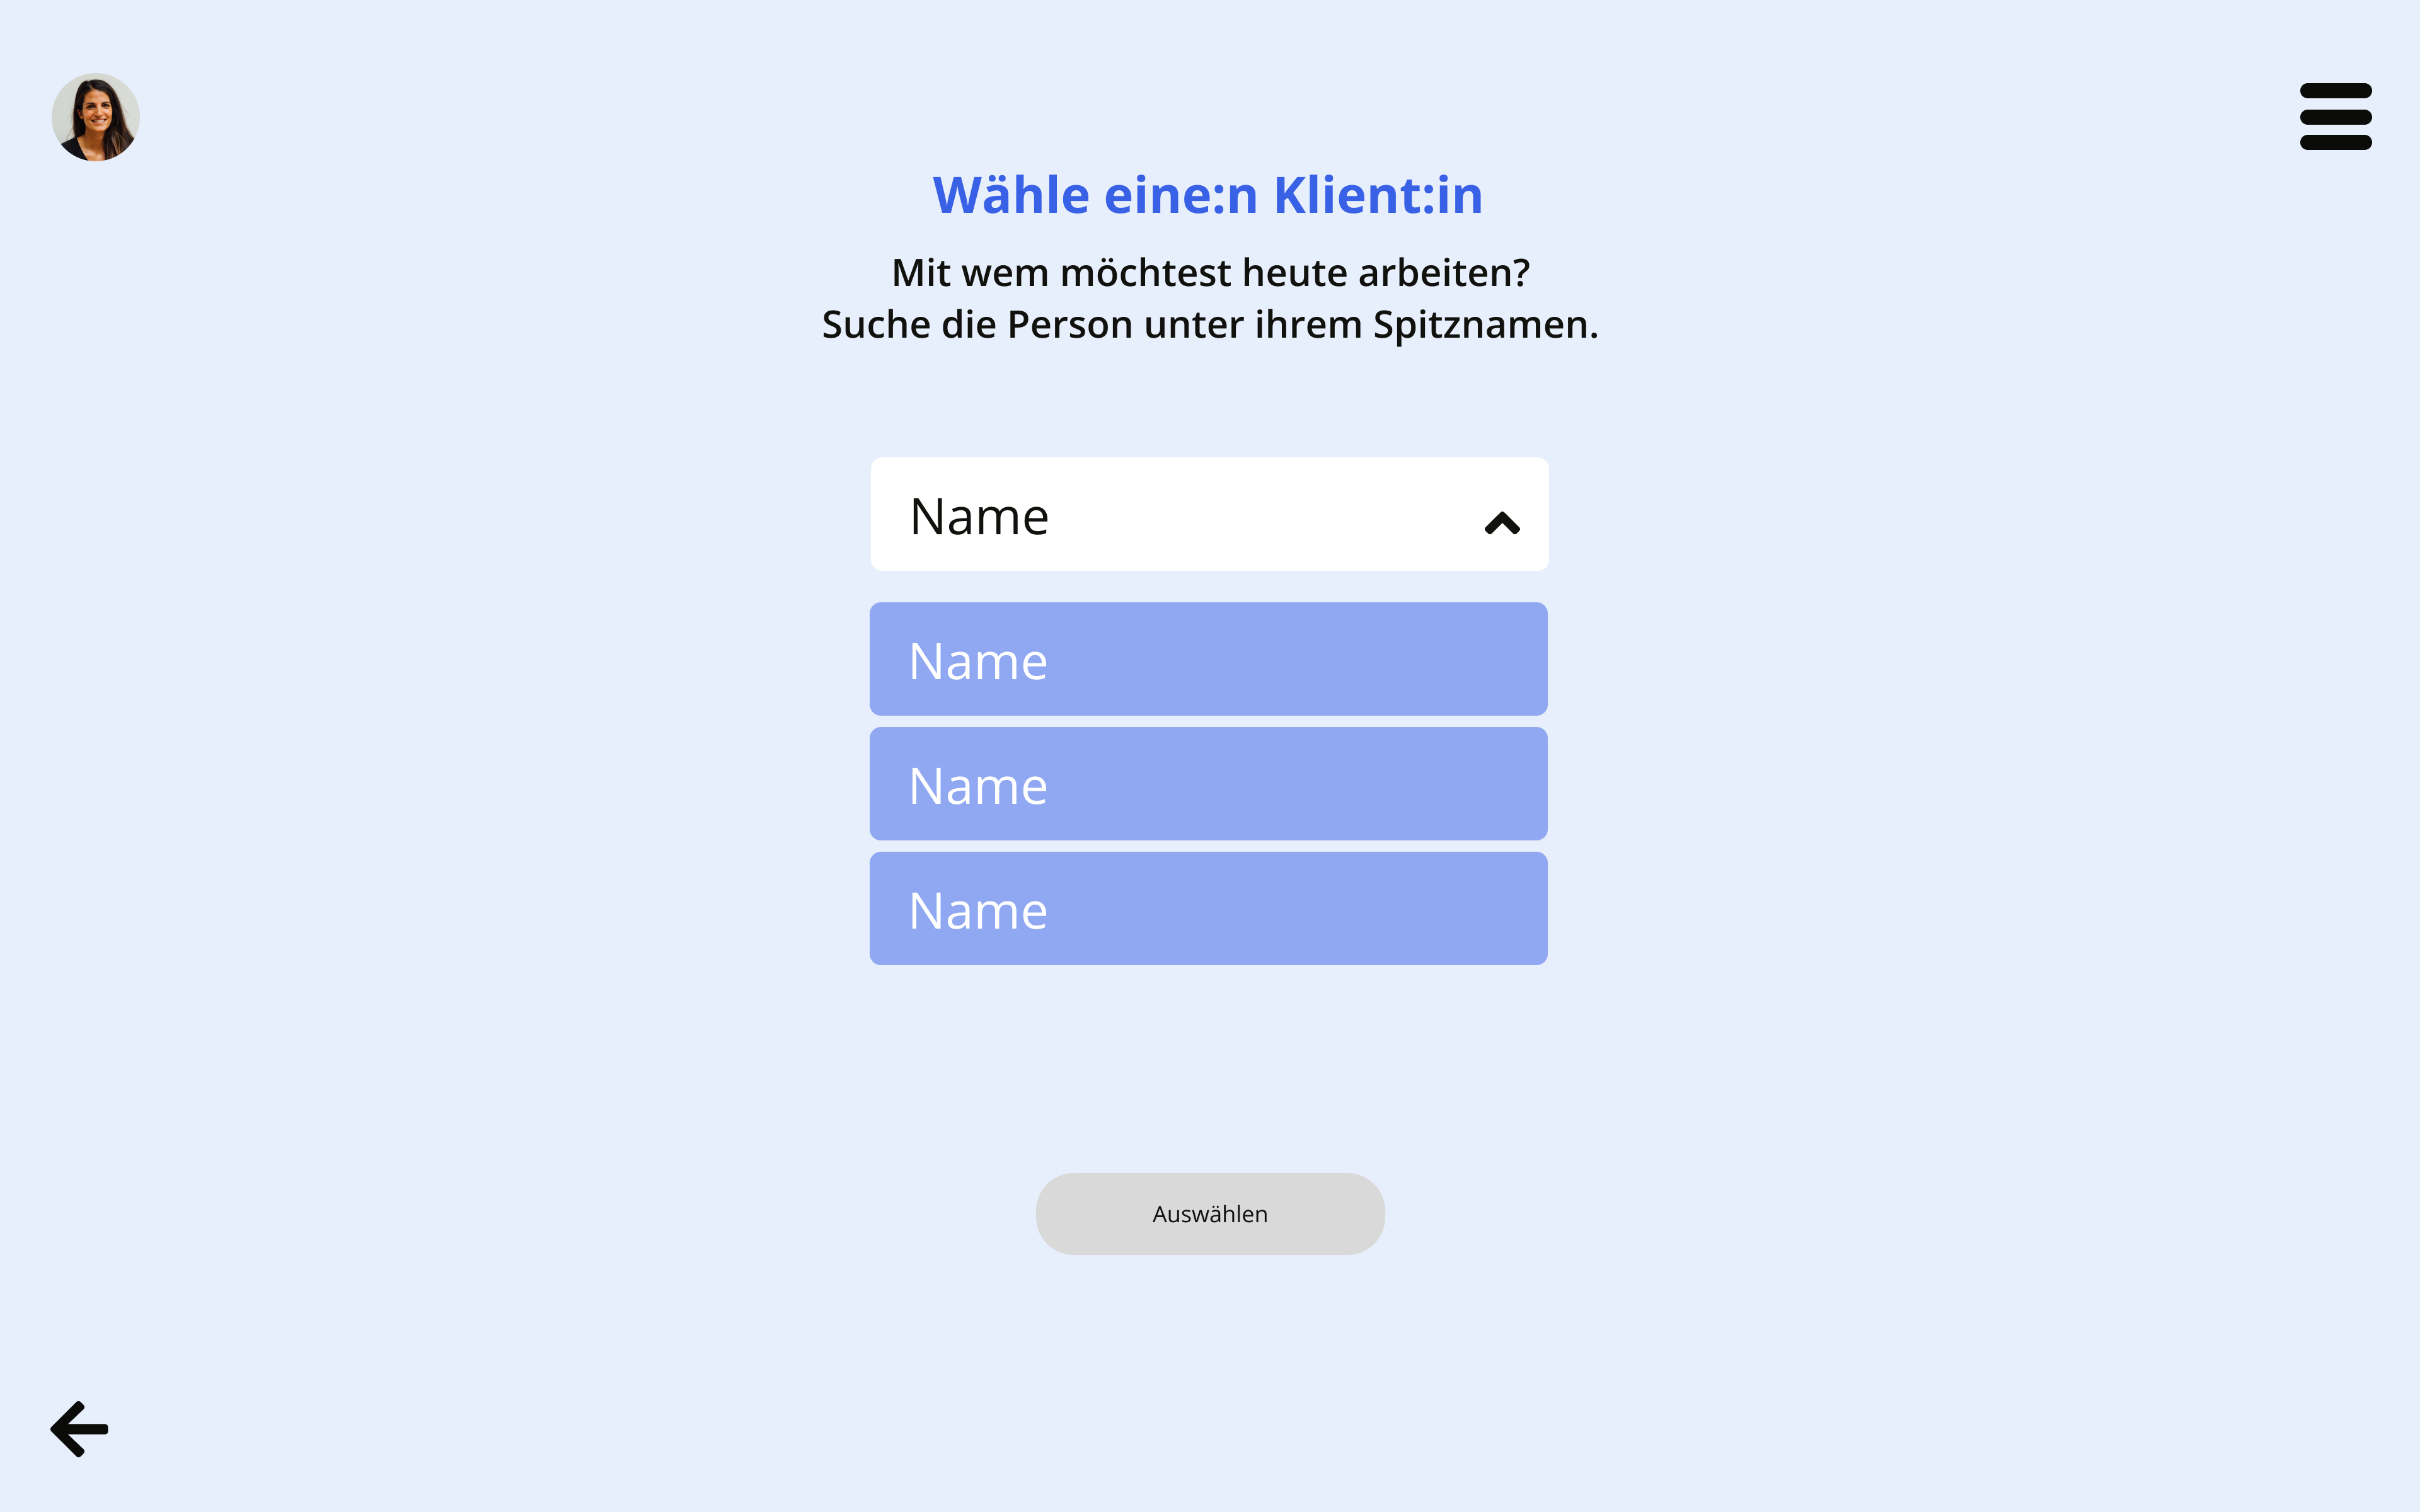 Wähle eine:n Klient:in
Mit wem möchtest heute arbeiten?
Suche die Person unter ihrem Spitznamen.
Name
Name
Name
Name
Auswählen